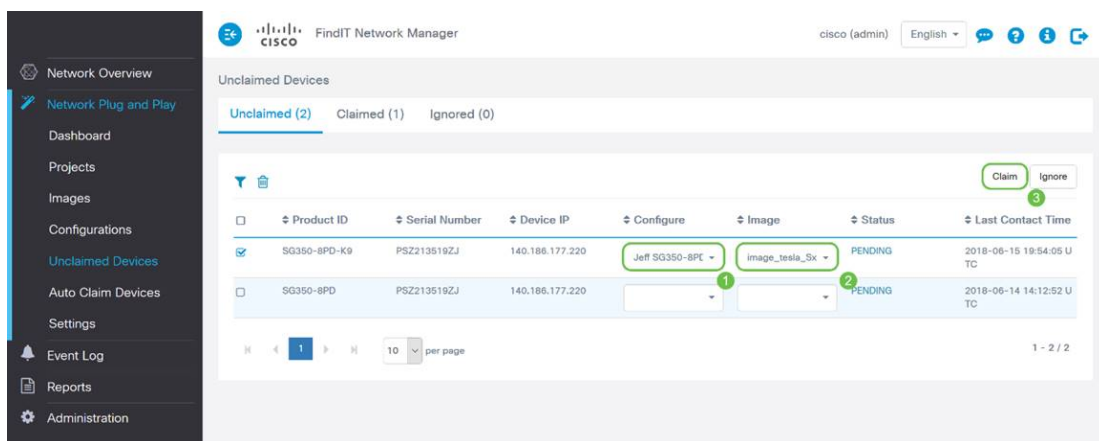 CISCO FindIT Network Manager cisco (admin) English
Network Overview
Network Plug and Play
Dashboard
Projects
Images
Configurations
Unclaimed Devices
Auto Claim Devices
Settings
Event Log
Reports
Administration
Unclaimed Devices
Unclaimed (2) Claimed (1) Ignored (0)
Claim Ignore
3
Product ID Serial Number Device IP Configure Image Status Last Contact Time
SG350-8PD-K9 PSZ213519ZJ 140.186.177.220 Jeff SG350-8PD image_tesla_Sx PENDING 2018-06-15 19:54:05 U
TC
1 2
SG350-8PD PSZ213519ZJ 140.186.177.220 PENDING 2018-06-14 14:12:52 U
TC
1 10 per page 1 - 2 / 2